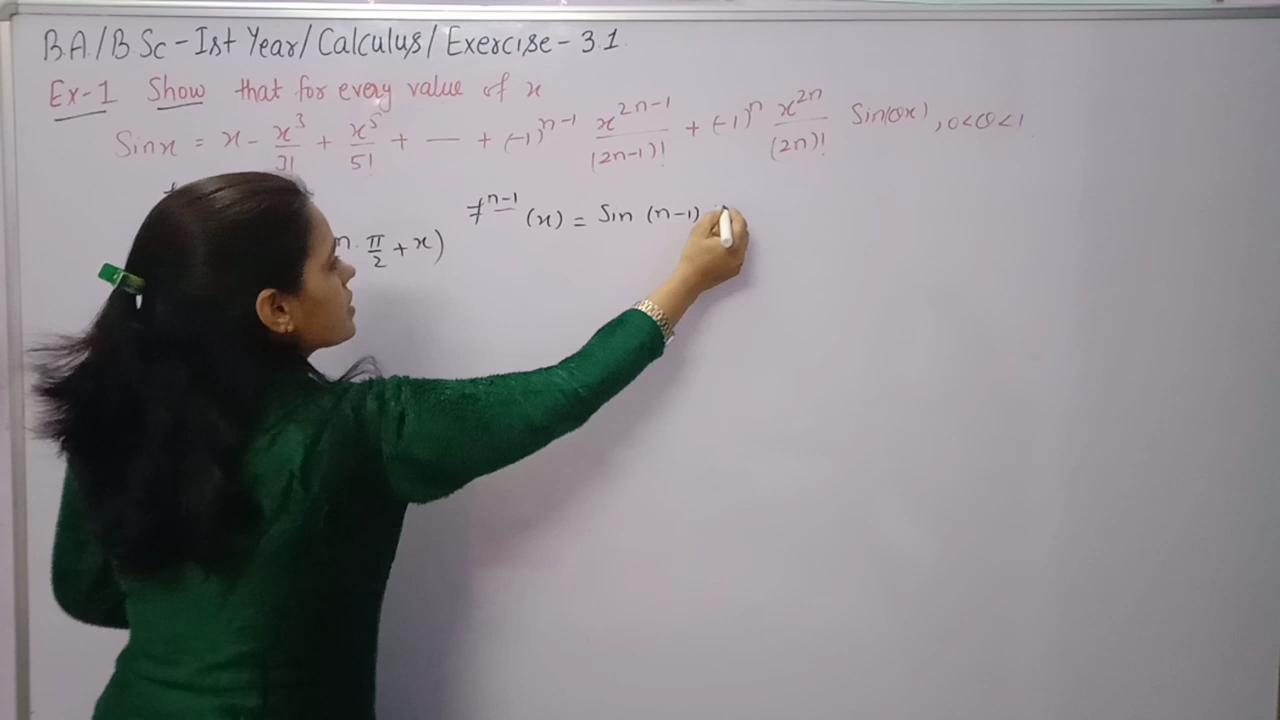 B.A/B.Sc-Ist Year/Calculus/Exercise-3.1
Ex-1 Show that for every value of x
Sinx = x - x³/3! + x⁵/5! + — + (-1)ⁿ⁻¹ x²ⁿ⁻¹/(2n-1)! + (-1)ⁿ x²ⁿ/(2n)! Sin(θx), 0<θ<1
fⁿ⁻¹(x) = Sin (n-1)
n. π/2 + x)